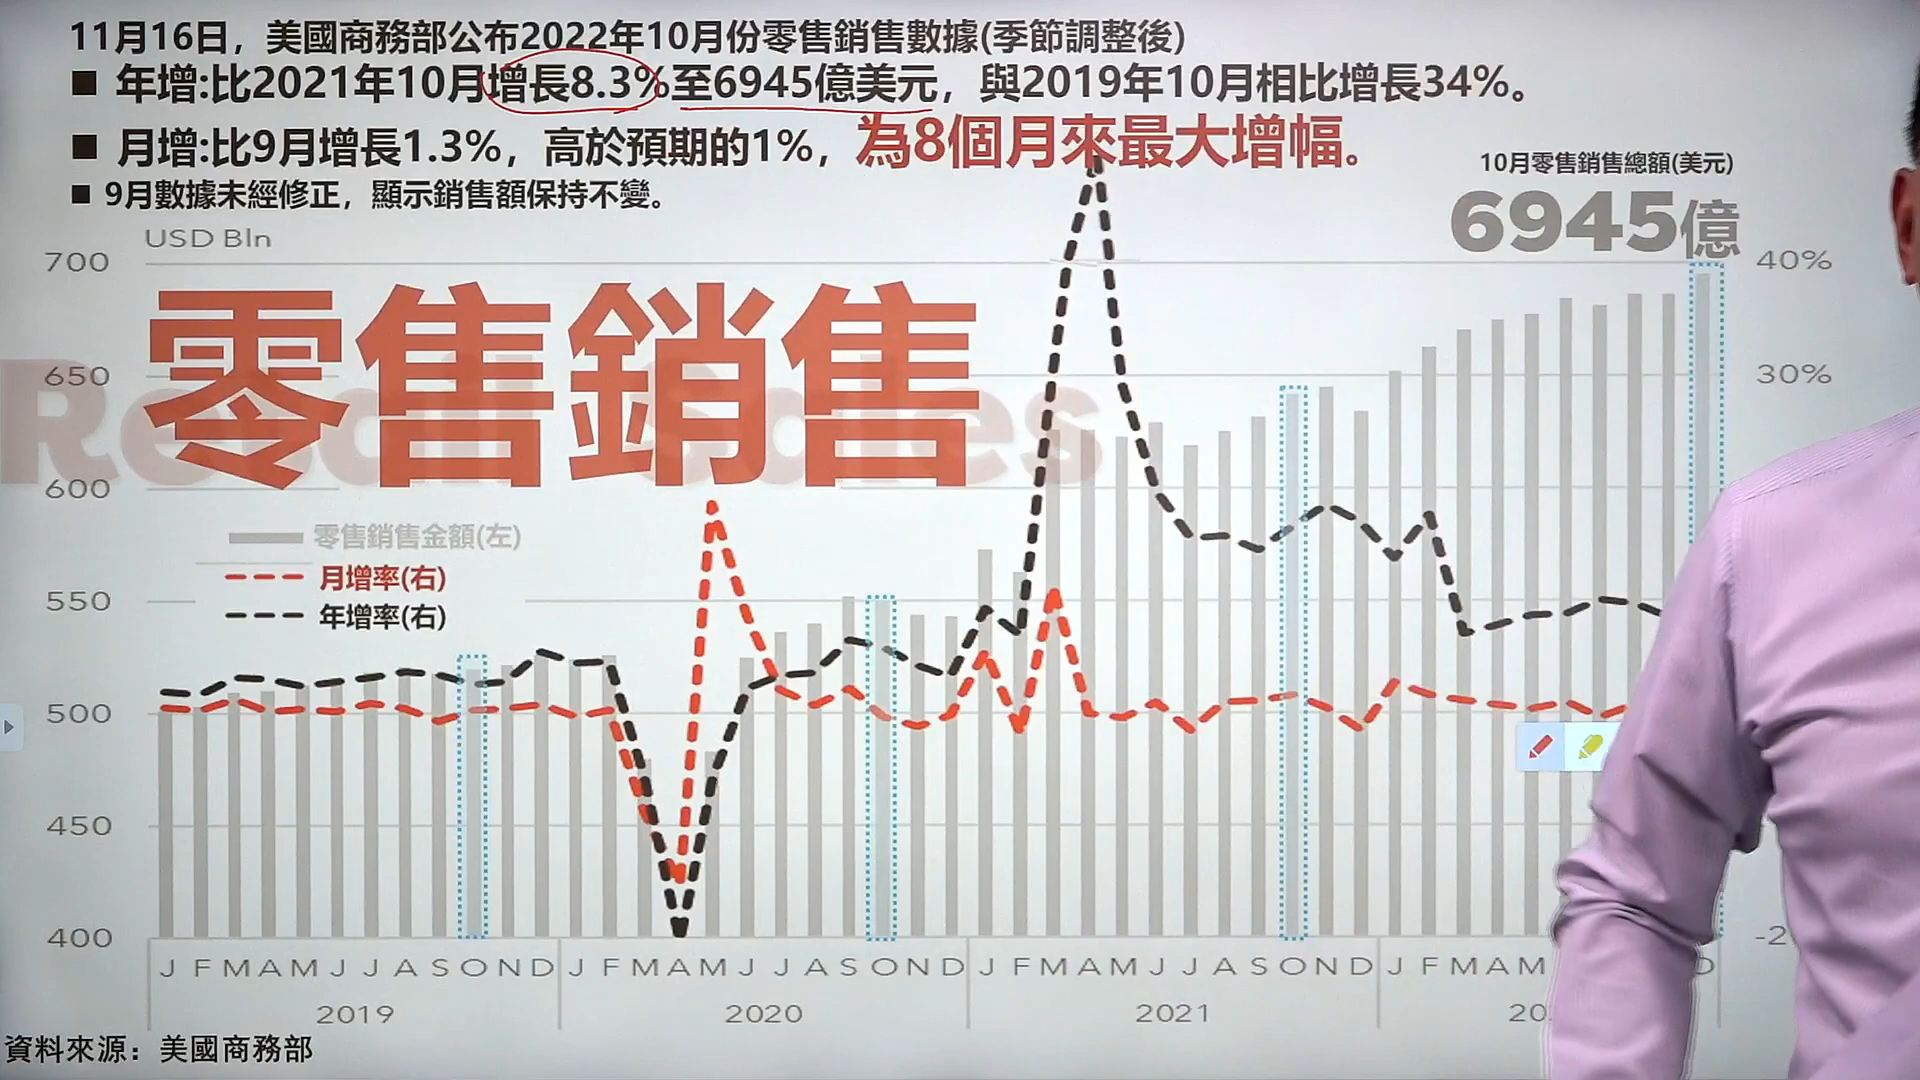 11月16日，美國商務部公布2022年10月份零售銷售數據(季節調整後)
■ 年增:比2021年10月增長8.3%至6945億美元，與2019年10月相比增長34%。
■ 月增:比9月增長1.3%，高於預期的1%，為8個月來最大增幅。
■ 9月數據未經修正，顯示銷售額保持不變。
10月零售銷售總額(美元)
6945億
USD Bln
700
40%
零售銷售
Retail Sales
650
30%
600
零售銷售金額(左)
月增率(右)
年增率(右)
550
500
450
400
-2
J F M A M J J A S O N D J F M A M J J A S O N D J F M A M J J A S O N D J F M A M
2019 2020 2021 20
資料來源：美國商務部